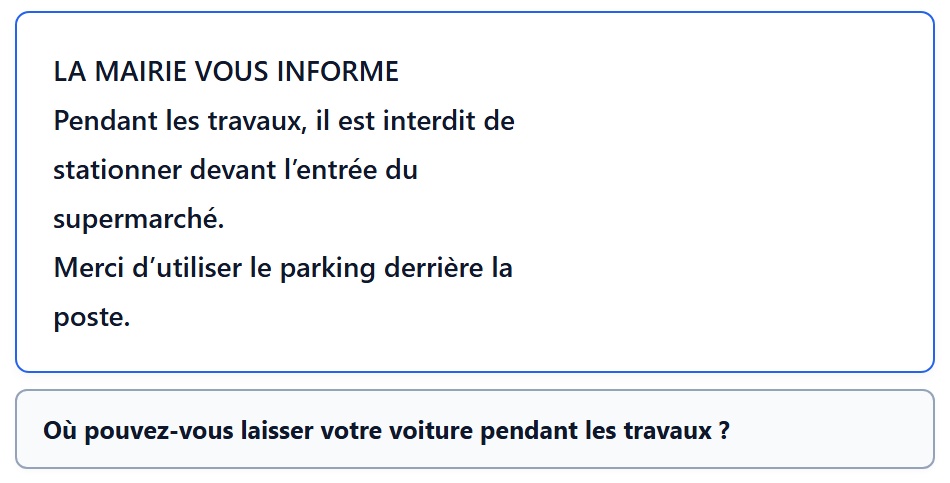 LA MAIRIE VOUS INFORME
Pendant les travaux, il est interdit de
stationner devant l’entrée du
supermarché.
Merci d’utiliser le parking derrière la
poste.
Où pouvez-vous laisser votre voiture pendant les travaux ?